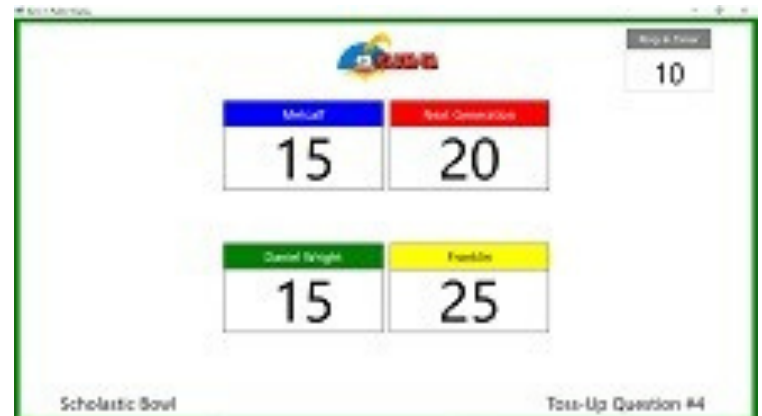 10
Metcalf
Next Generation
15
20
Daniel Wright
Franklin
15
25
Scholastic Bowl
Toss-Up Question #4